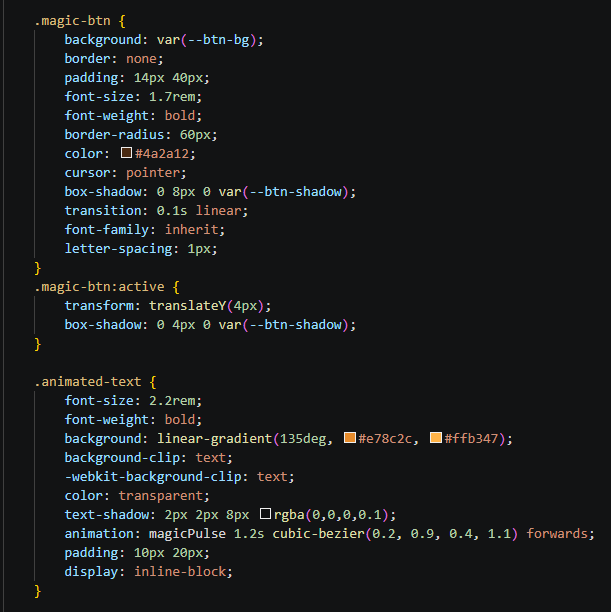 .magic-btn {
    background: var(--btn-bg);
    border: none;
    padding: 14px 40px;
    font-size: 1.7rem;
    font-weight: bold;
    border-radius: 60px;
    color: #4a2a12;
    cursor: pointer;
    box-shadow: 0 8px 0 var(--btn-shadow);
    transition: 0.1s linear;
    font-family: inherit;
    letter-spacing: 1px;
}
.magic-btn:active {
    transform: translateY(4px);
    box-shadow: 0 4px 0 var(--btn-shadow);
}

.animated-text {
    font-size: 2.2rem;
    font-weight: bold;
    background: linear-gradient(135deg, #e78c2c, #ffb347);
    background-clip: text;
    -webkit-background-clip: text;
    color: transparent;
    text-shadow: 2px 2px 8px rgba(0,0,0,0.1);
    animation: magicPulse 1.2s cubic-bezier(0.2, 0.9, 0.4, 1.1) forwards;
    padding: 10px 20px;
    display: inline-block;
}